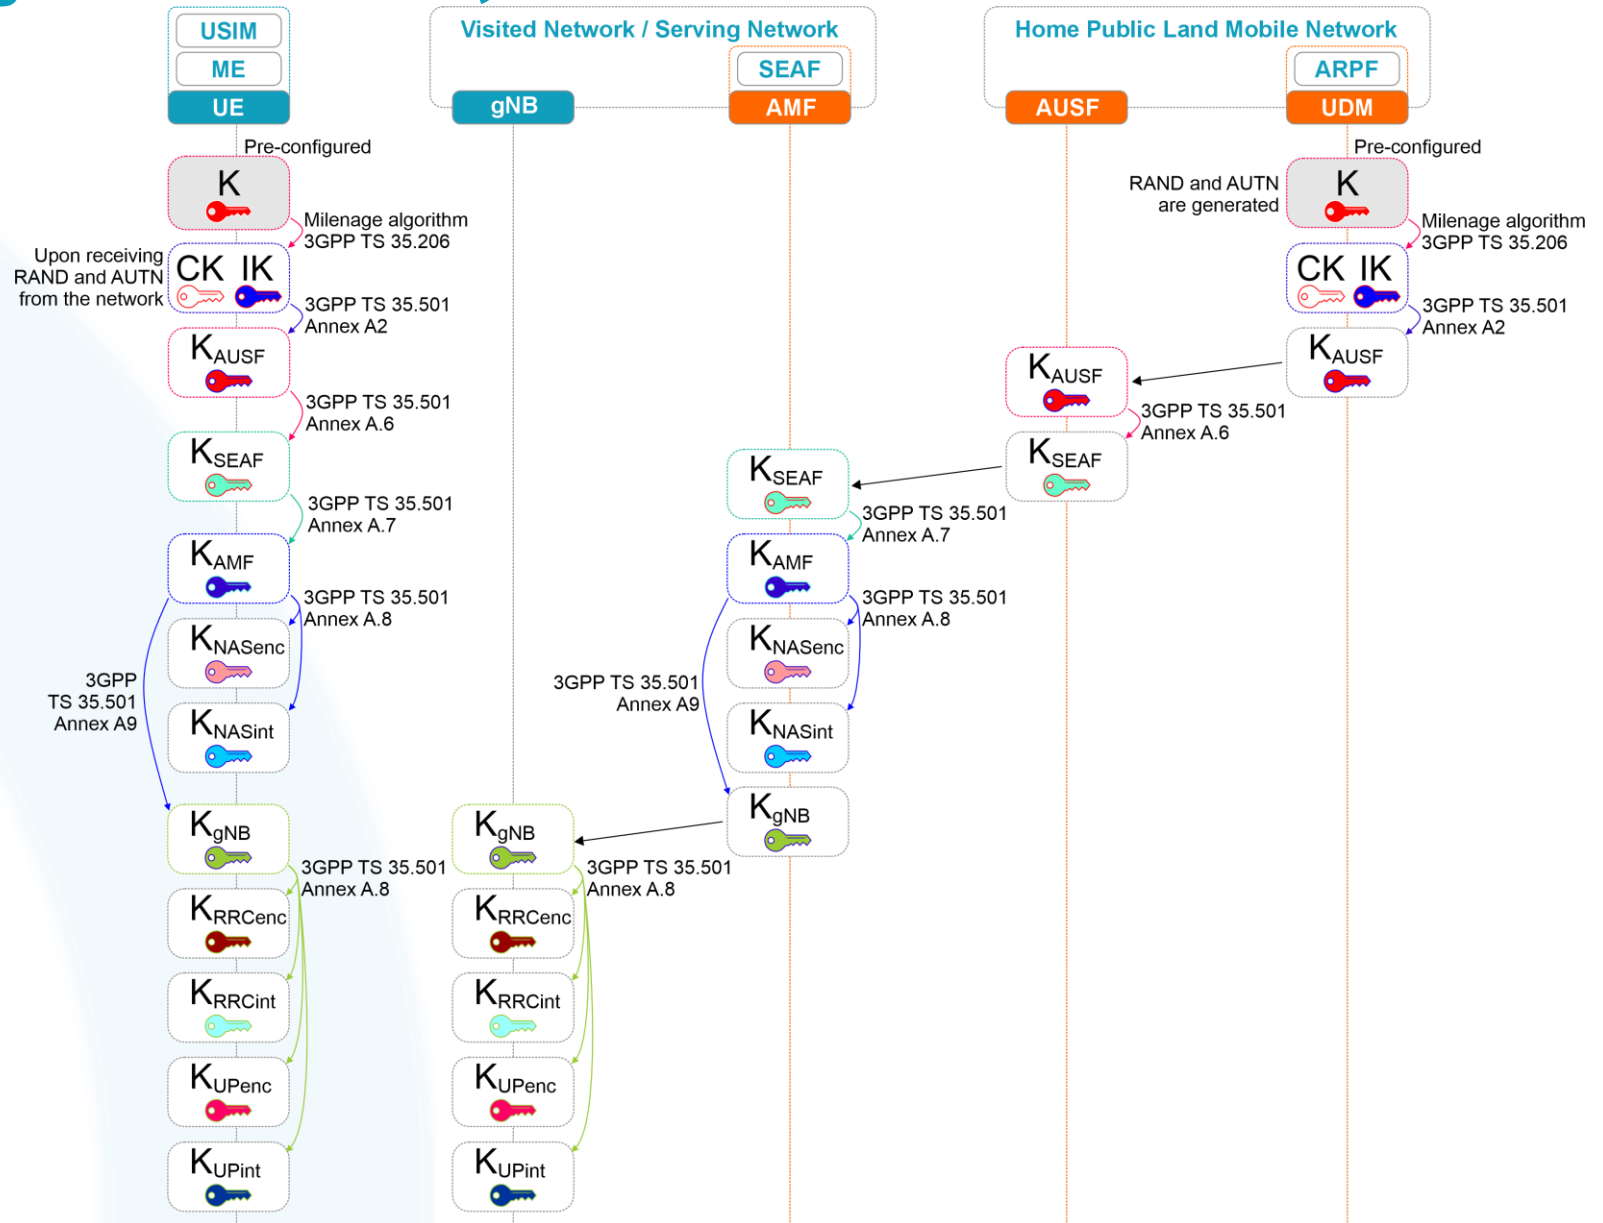 USIM
ME
UE
Visited Network / Serving Network
gNB
SEAF
AMF
Home Public Land Mobile Network
AUSF
ARPF
UDM
Pre-configured
K
Milenage algorithm
3GPP TS 35.206
Upon receiving
RAND and AUTN
from the network
CK IK
3GPP TS 35.501
Annex A2
KAUSF
3GPP TS 35.501
Annex A.6
KSEAF
3GPP TS 35.501
Annex A.7
KAMF
3GPP TS 35.501
Annex A.8
KNASenc
3GPP
TS 35.501
Annex A9
KNASint
KgNB
3GPP TS 35.501
Annex A.8
KRRCenc
KRRCint
KUPenc
KUPint
KgNB
3GPP TS 35.501
Annex A.8
KRRCenc
KRRCint
KUPenc
KUPint
KSEAF
3GPP TS 35.501
Annex A.7
KAMF
3GPP TS 35.501
Annex A.8
KNASenc
3GPP TS 35.501
Annex A9
KNASint
KgNB
KAUSF
3GPP TS 35.501
Annex A.6
KSEAF
Pre-configured
RAND and AUTN
are generated
K
Milenage algorithm
3GPP TS 35.206
CK IK
3GPP TS 35.501
Annex A2
KAUSF